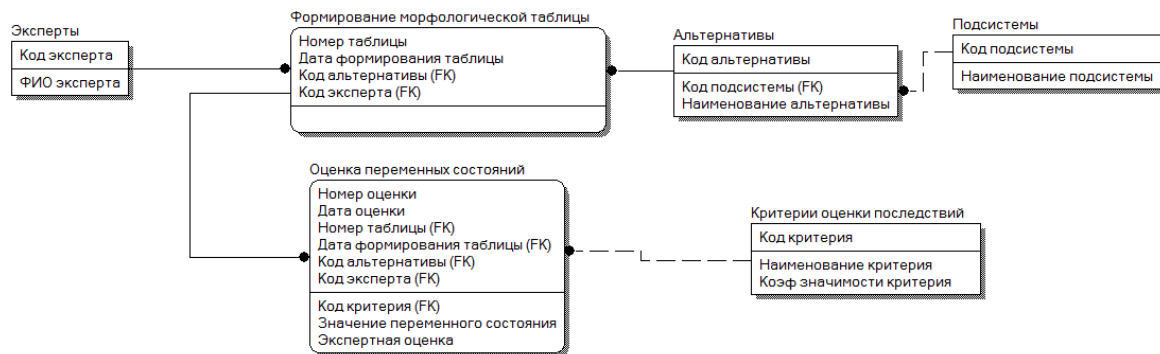 Эксперты
Код эксперта
ФИО эксперта
Формирование морфологической таблицы
Номер таблицы
Дата формирования таблицы
Код альтернативы (FK)
Код эксперта (FK)
Альтернативы
Код альтернативы
Код подсистемы (FK)
Наименование альтернативы
Подсистемы
Код подсистемы
Наименование подсистемы
Оценка переменных состояний
Номер оценки
Дата оценки
Номер таблицы (FK)
Дата формирования таблицы (FK)
Код альтернативы (FK)
Код эксперта (FK)
Код критерия (FK)
Значение переменного состояния
Экспертная оценка
Критерии оценки последствий
Код критерия
Наименование критерия
Коэф значимости критерия